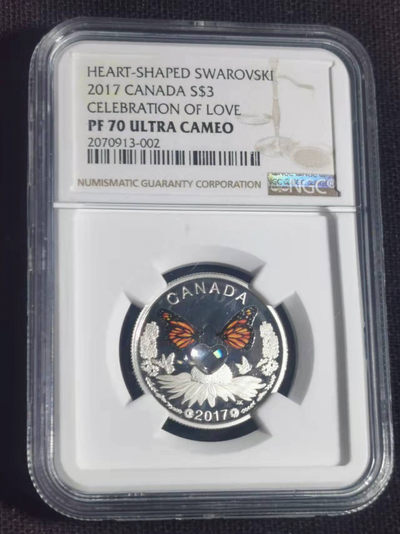 HEART-SHAPED SWAROVSKI
2017 CANADA S$3
CELEBRATION OF LOVE
PF 70 ULTRA CAMEO
2070913-002
NUMISMATIC GUARANTY CORPORATION
NGC
CANADA
2017